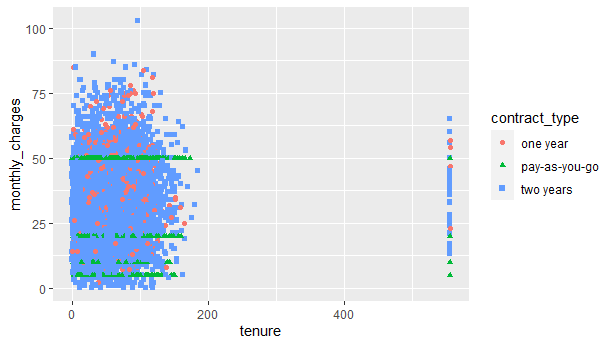 100
75
50
25
0
monthly_charges
0
200
400
tenure
contract_type
one year
pay-as-you-go
two years